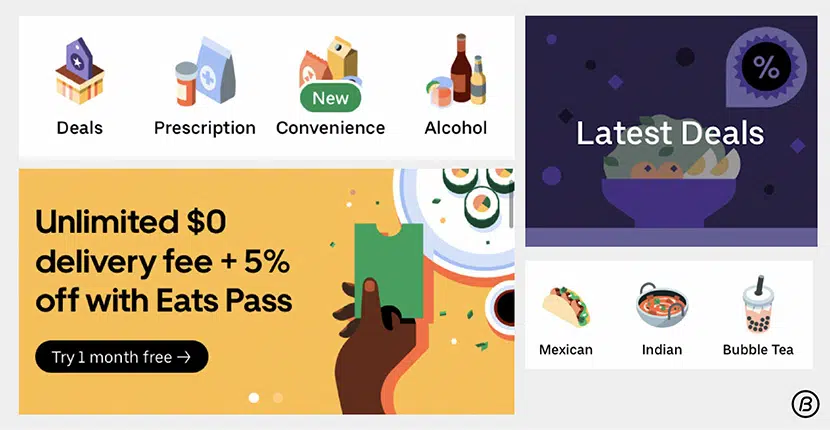 New
Deals
Prescription
Convenience
Alcohol
%
Latest Deals
Unlimited $0
delivery fee + 5%
off with Eats Pass
Try 1 month free →
Mexican
Indian
Bubble Tea
B